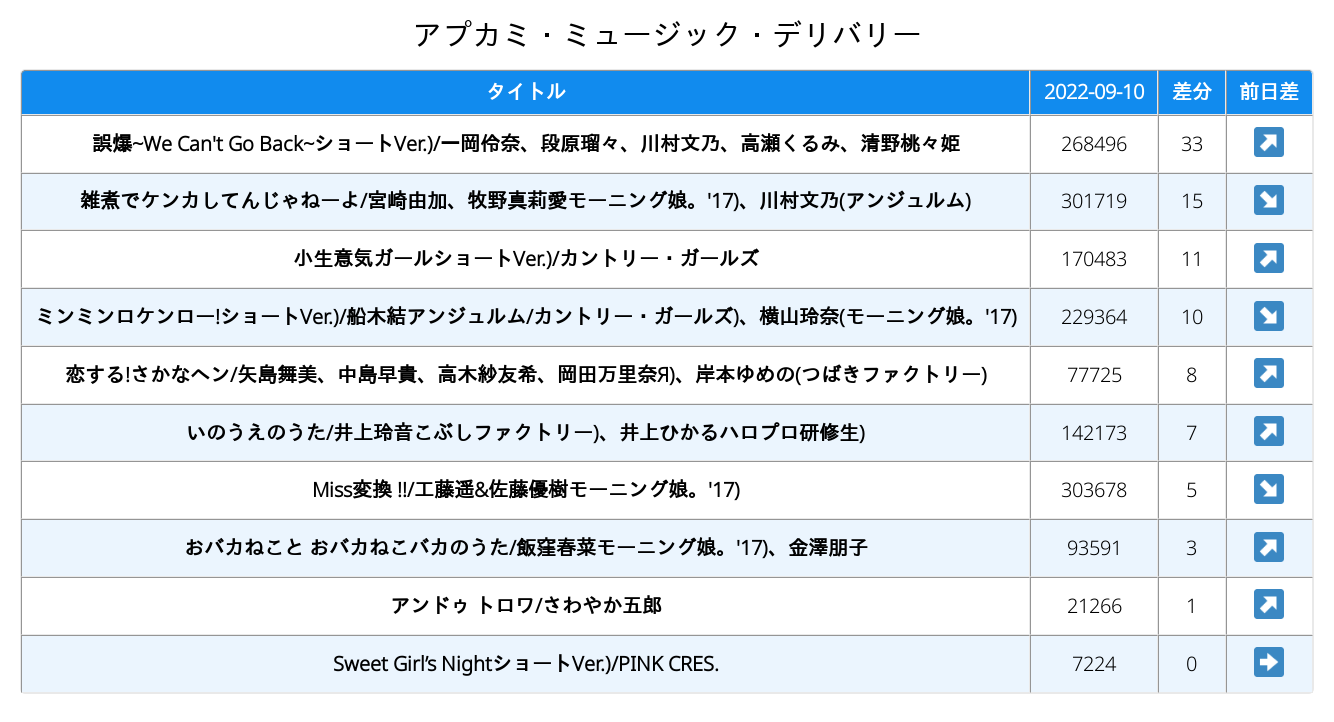 アプカミ・ミュージック・デリバリー
タイトル 2022-09-10 差分 前日差
誤爆~We Can't Go Back~ショートVer.)/一岡伶奈、段原瑠々、川村文乃、高瀬くるみ、清野桃々姫 268496 33
雑煮でケンカしてんじゃねーよ/宮崎由加、牧野真莉愛モーニング娘。'17)、川村文乃(アンジュルム) 301719 15
小生意気ガールショートVer.)/カントリー・ガールズ 170483 11
ミンミンロケンロー!ショートVer.)/船木結アンジュルム/カントリー・ガールズ)、横山玲奈(モーニング娘。'17) 229364 10
恋する!さかなヘン/矢島舞美、中島早貴、高木紗友希、岡田万里奈Я)、岸本ゆめの(つばきファクトリー) 77725 8
いのうえのうた/井上玲音こぶしファクトリー)、井上ひかるハロプロ研修生) 142173 7
Miss変換 !!/工藤遥&佐藤優樹モーニング娘。'17) 303678 5
おバカねこと おバカねこバカのうた/飯窪春菜モーニング娘。'17)、金澤朋子 93591 3
アンドゥ トロワ/さわやか五郎 21266 1
Sweet Girl’s NightショートVer.)/PINK CRES. 7224 0